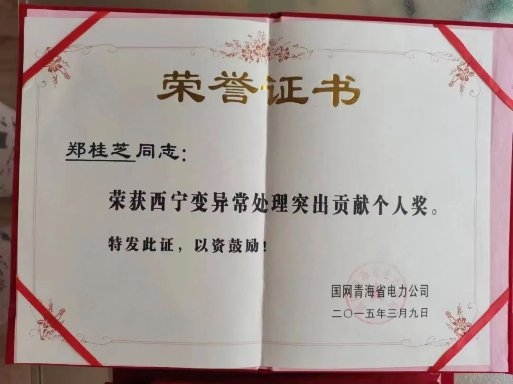 荣誉证书
郑桂芝同志：
荣获西宁变异常处理突出贡献个人奖。
特发此证，以资鼓励！
国网青海省电力公司
二〇一五年三月九日